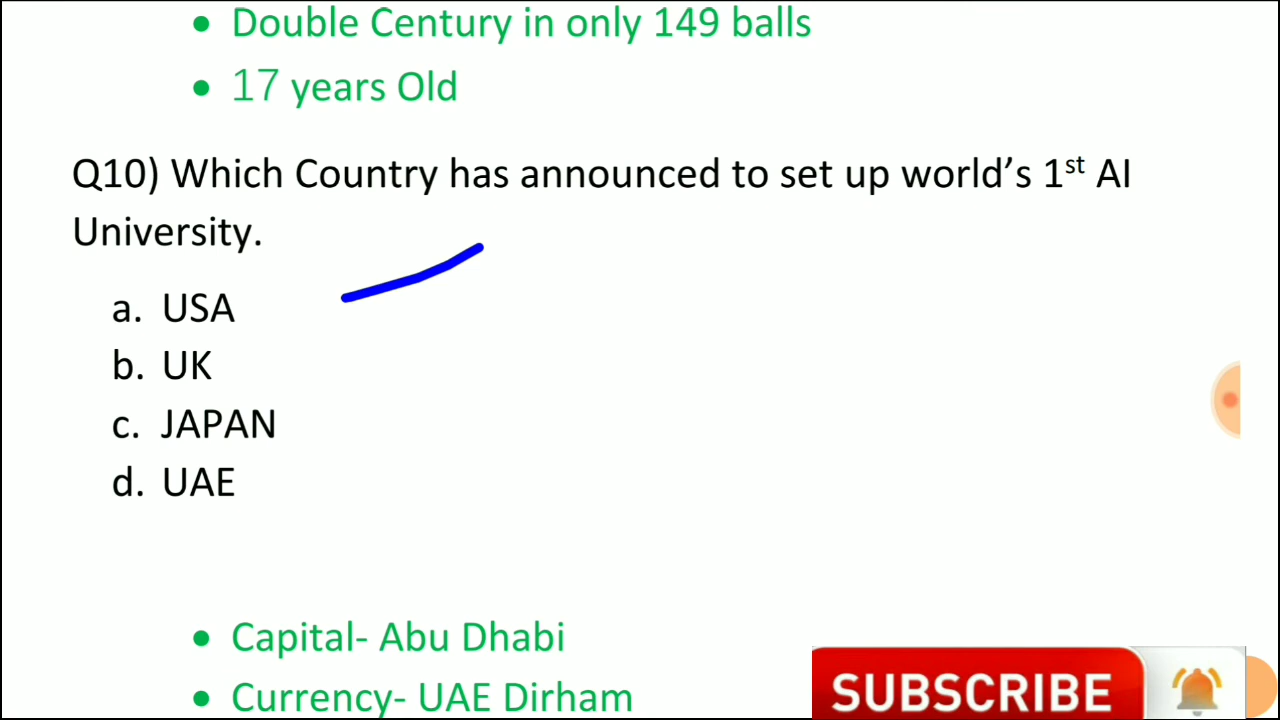 • Double Century in only 149 balls
• 17 years Old
Q10) Which Country has announced to set up world’s 1st AI
University.
a. USA
b. UK
c. JAPAN
d. UAE
• Capital- Abu Dhabi
• Currency- UAE Dirham
SUBSCRIBE